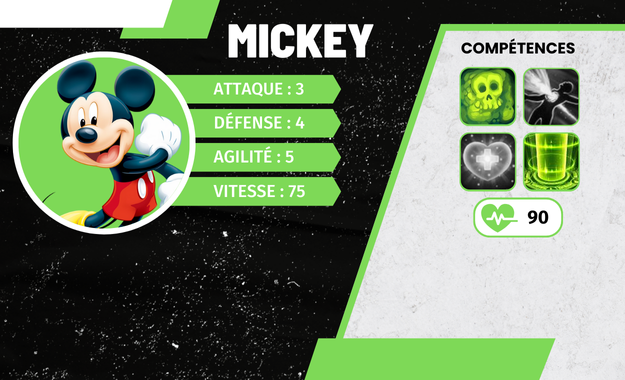 MICKEY
ATTAQUE : 3
DÉFENSE : 4
AGILITÉ : 5
VITESSE : 75
COMPÉTENCES
90